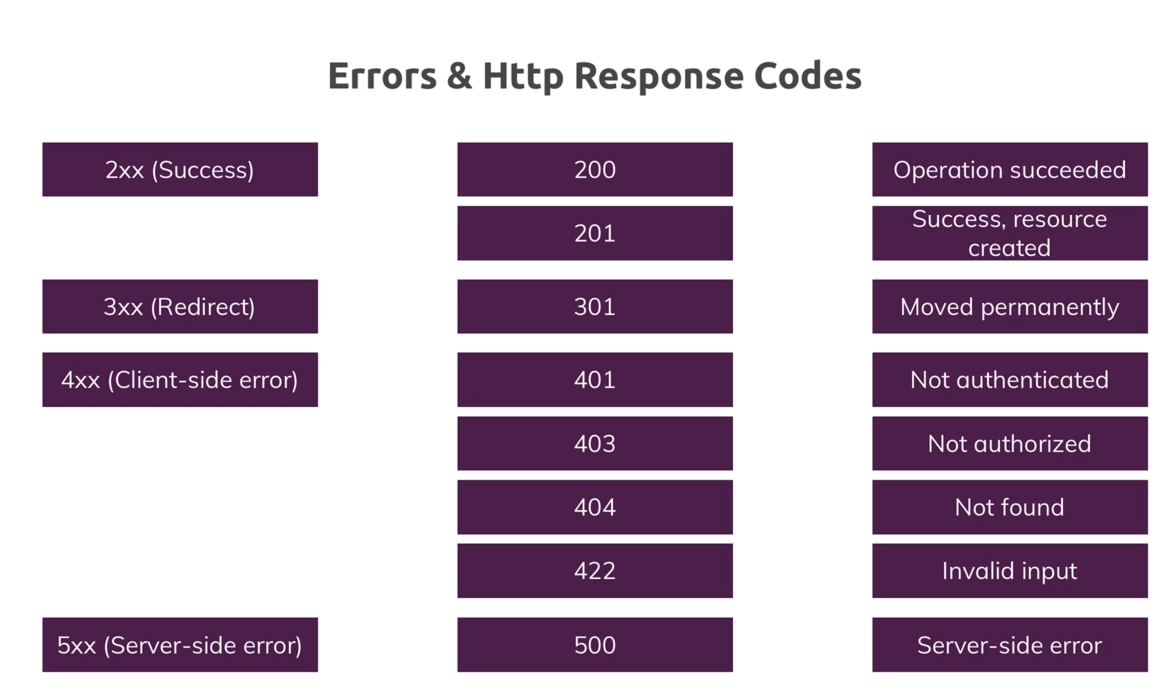 Errors & Http Response Codes
2xx (Success)
200
Operation succeeded
201
Success, resource
created
3xx (Redirect)
301
Moved permanently
4xx (Client-side error)
401
Not authenticated
403
Not authorized
404
Not found
422
Invalid input
5xx (Server-side error)
500
Server-side error